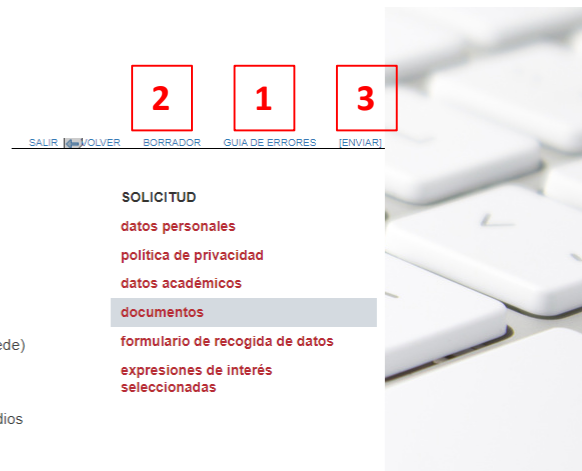 2 1 3
SALIR VOLVER BORRADOR GUIA DE ERRORES [ENVIAR]
SOLICITUD
datos personales
política de privacidad
datos académicos
documentos
formulario de recogida de datos
ede)
expresiones de interés
seleccionadas
dios